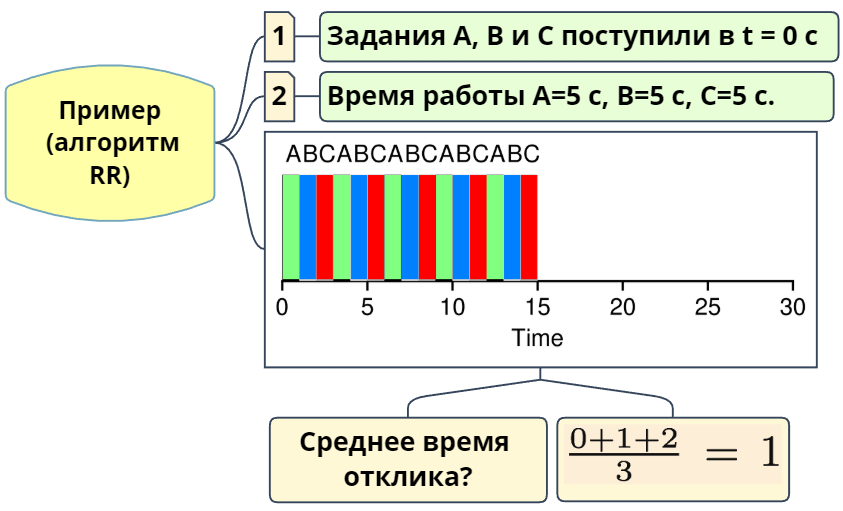 Пример
(алгоритм
RR)
1
Задания A, B и C поступили в t = 0 с
2
Время работы A=5 с, B=5 с, C=5 с.
ABCABCABCABCABC
0 5 10 15 20 25 30
Time
Среднее время
отклика?
0+1+2
3
= 1